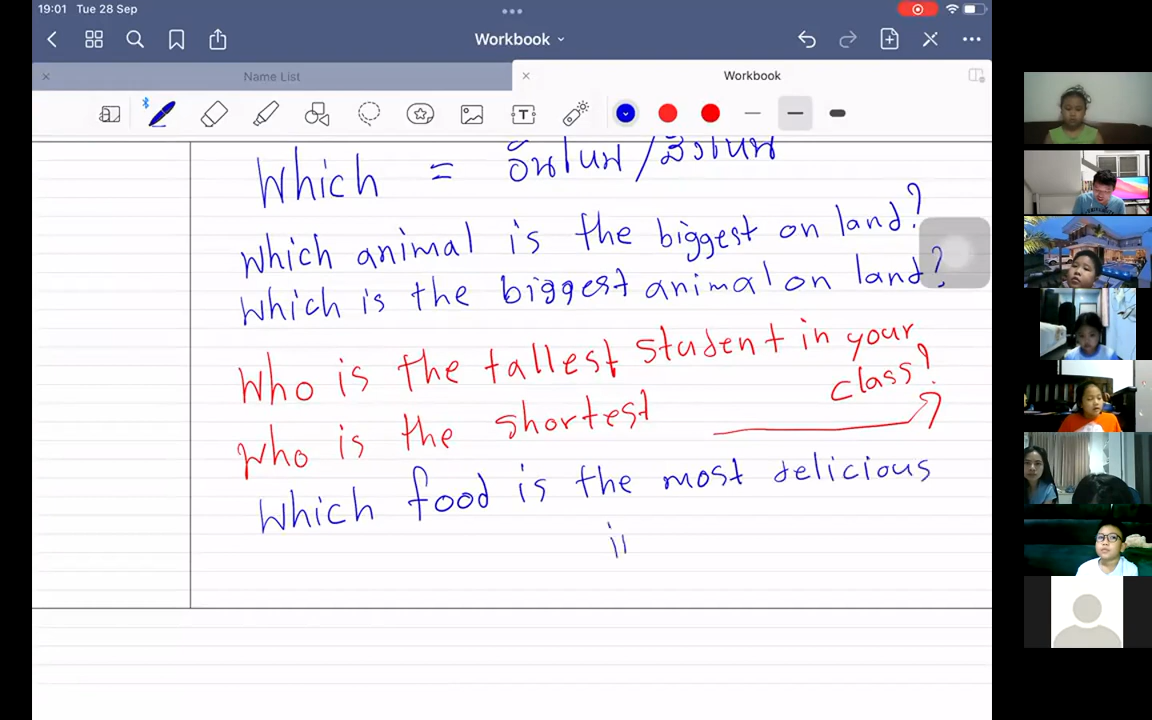 19:01 Tue 28 Sep
Workbook
Name List
Workbook
Which = อันไหน/สิ่งไหน
Which animal is the biggest on land?
Which is the biggest animal on land?
Who is the tallest student in your
class?
Who is the shortest ?
Which food is the most delicious